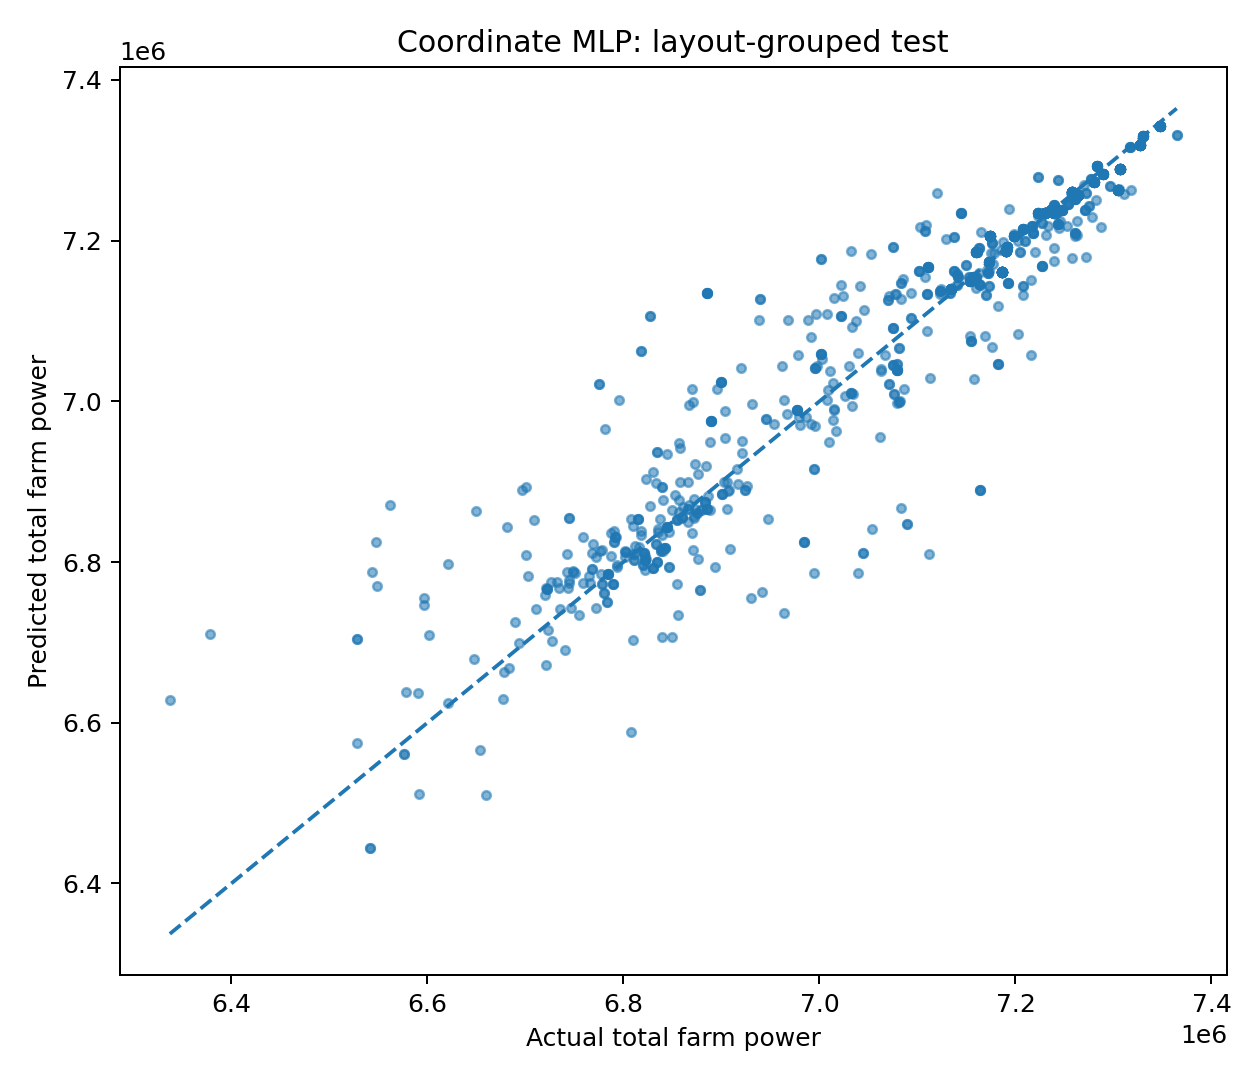 Coordinate MLP: layout-grouped test
1e6
7.4
7.2
7.0
6.8
6.6
6.4
Predicted total farm power
6.4 6.6 6.8 7.0 7.2 7.4
1e6
Actual total farm power